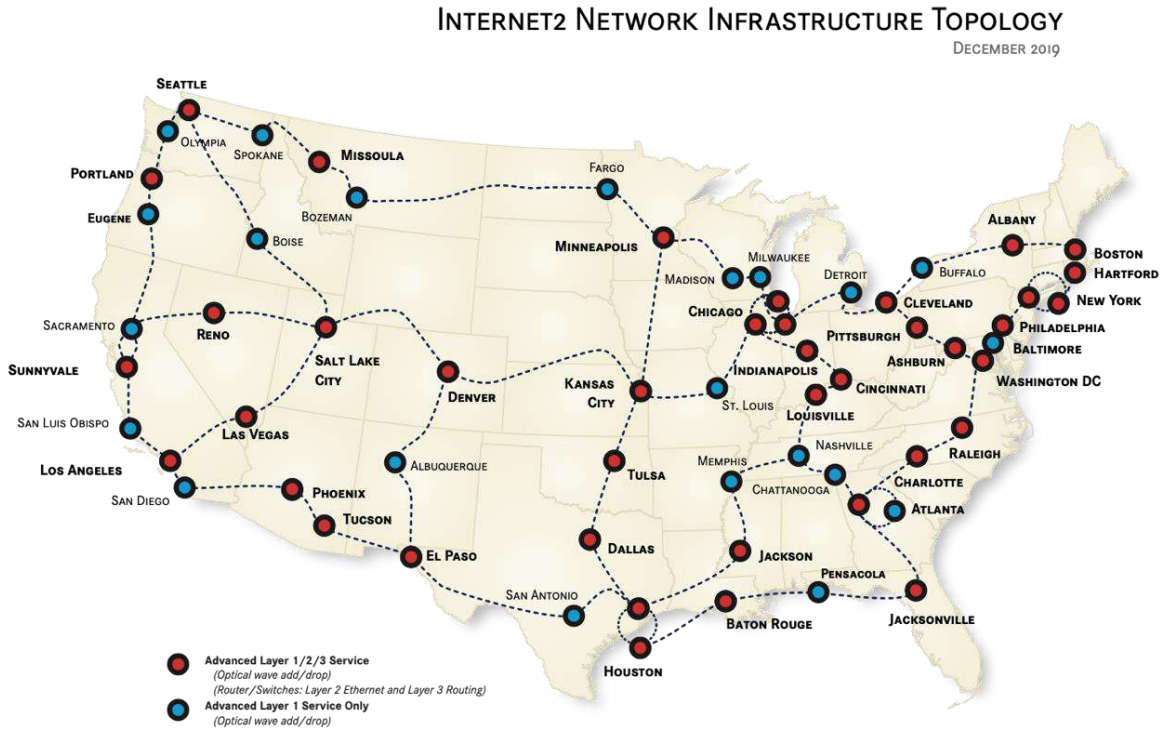 Internet2 Network Infrastructure Topology
December 2019
Seattle
Olympia
Spokane
Missoula
Portland
Bozeman
Eugene
Boise
Fargo
Minneapolis
Madison
Milwaukee
Detroit
Buffalo
Albany
Boston
Hartford
New York
Cleveland
Chicago
Pittsburgh
Philadelphia
Baltimore
Ashburn
Washington DC
Sacramento
Reno
Salt Lake
City
Sunnyvale
Denver
Kansas
City
St. Louis
Indianapolis
Cincinnati
Louisville
San Luis Obispo
Las Vegas
Los Angeles
San Diego
Phoenix
Tucson
Albuquerque
El Paso
Tulsa
Dallas
Memphis
Nashville
Chattanooga
Raleigh
Charlotte
Atlanta
Jackson
Pensacola
San Antonio
Baton Rouge
Jacksonville
Houston
Advanced Layer 1/2/3 Service
(Optical wave add/drop)
(Router/Switches: Layer 2 Ethernet and Layer 3 Routing)
Advanced Layer 1 Service Only
(Optical wave add/drop)